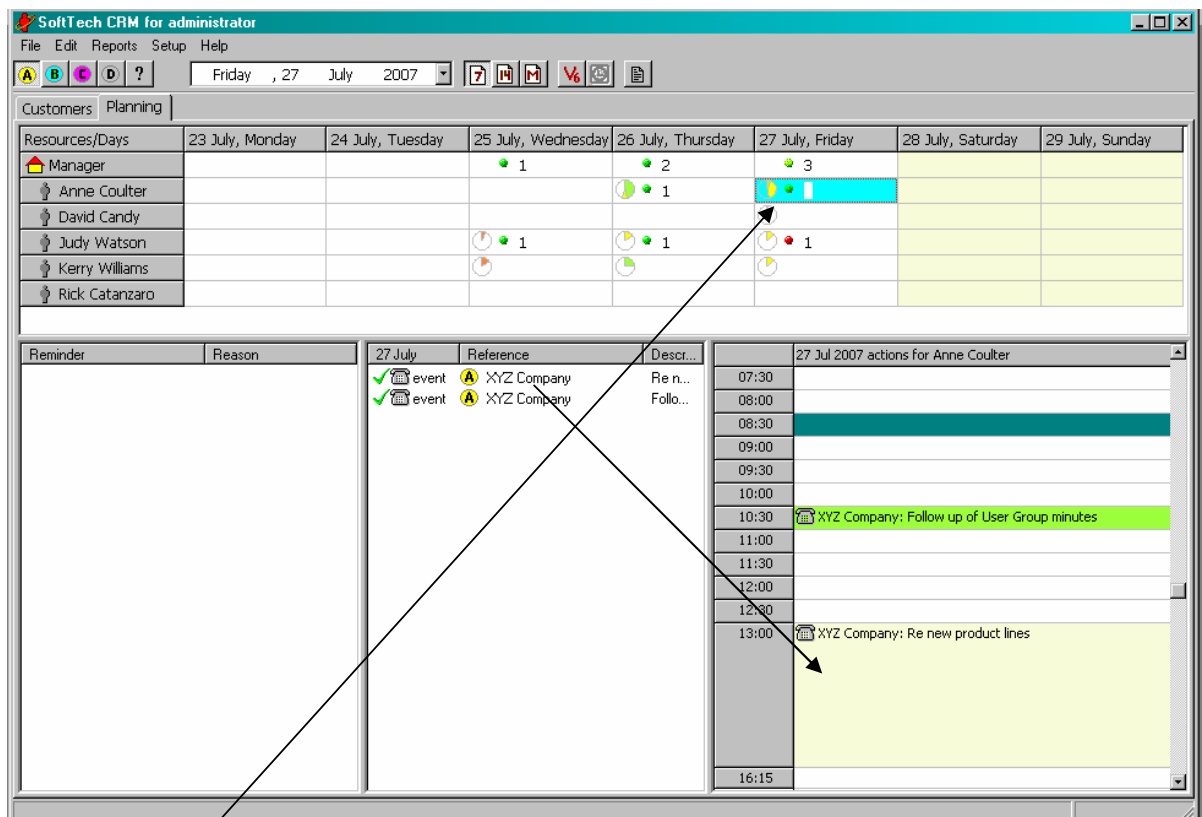 SoftTech CRM for administrator
File Edit Reports Setup Help
A B C D ? Friday , 27 July 2007 7 14 M V6
Customers Planning
Resources/Days 23 July, Monday 24 July, Tuesday 25 July, Wednesday 26 July, Thursday 27 July, Friday 28 July, Saturday 29 July, Sunday
Manager 1 2 3
Anne Coulter 1
David Candy
Judy Watson 1 1 1
Kerry Williams
Rick Catanzaro
Reminder Reason 27 July Reference Descr... 27 Jul 2007 actions for Anne Coulter
event A XYZ Company Re n... 07:30
event A XYZ Company Follo... 08:00
08:30
09:00
09:30
10:00
10:30 XYZ Company: Follow up of User Group minutes
11:00
11:30
12:00
12:30
13:00 XYZ Company: Re new product lines
16:15